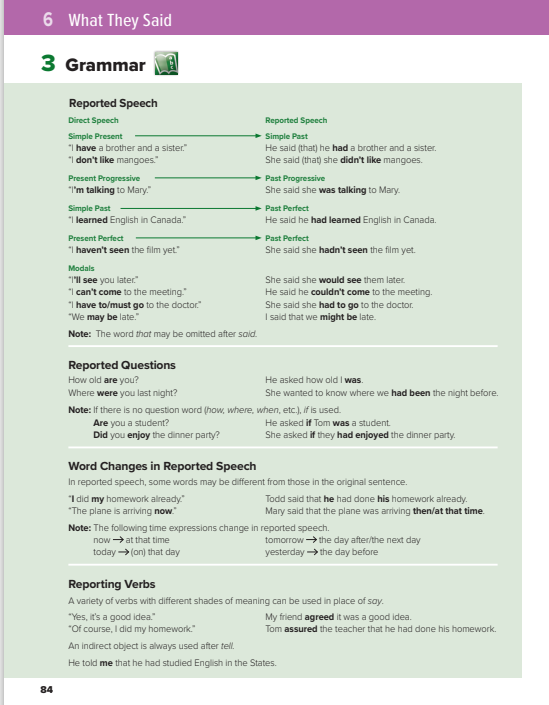 6 What They Said
3 Grammar
abc
Reported Speech
Direct Speech Reported Speech
Simple Present Simple Past
"I have a brother and a sister." He said (that) he had a brother and a sister.
"I don't like mangoes." She said (that) she didn't like mangoes.
Present Progressive Past Progressive
"I'm talking to Mary." She said she was talking to Mary.
Simple Past Past Perfect
"I learned English in Canada." He said he had learned English in Canada.
Present Perfect Past Perfect
"I haven't seen the film yet." She said she hadn't seen the film yet.
Modals
"I'll see you later." She said she would see them later.
"I can't come to the meeting." He said he couldn't come to the meeting.
"I have to/must go to the doctor." She said she had to go to the doctor.
"We may be late." I said that we might be late.
Note: The word that may be omitted after said.
Reported Questions
How old are you? He asked how old I was.
Where were you last night? She wanted to know where we had been the night before.
Note: If there is no question word (how, where, when, etc.), if is used.
Are you a student? He asked if Tom was a student.
Did you enjoy the dinner party? She asked if they had enjoyed the dinner party.
Word Changes in Reported Speech
In reported speech, some words may be different from those in the original sentence.
"I did my homework already." Todd said that he had done his homework already.
"The plane is arriving now." Mary said that the plane was arriving then/at that time.
Note: The following time expressions change in reported speech.
now → at that time tomorrow → the day after/the next day
today → (on) that day yesterday → the day before
Reporting Verbs
A variety of verbs with different shades of meaning can be used in place of say.
"Yes, it's a good idea." My friend agreed it was a good idea.
"Of course, I did my homework." Tom assured the teacher that he had done his homework.
An indirect object is always used after tell.
He told me that he had studied English in the States.
84